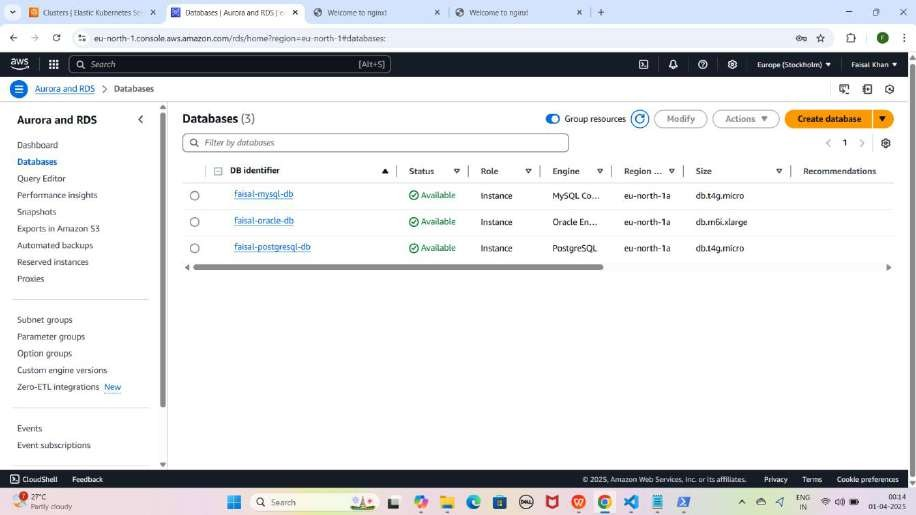 Clusters | Elastic Kubernetes Se
Databases | Aurora and RDS | e
Welcome to nginx!
Welcome to nginx!
eu-north-1.console.aws.amazon.com/rds/home?region=eu-north-1#databases:
F
aws
Search
[Alt+S]
Europe (Stockholm)
Faisal Khan
Aurora and RDS
Databases
Aurora and RDS
Dashboard
Databases
Query Editor
Performance insights
Snapshots
Exports in Amazon S3
Automated backups
Reserved instances
Proxies
Subnet groups
Parameter groups
Option groups
Custom engine versions
Zero-ETL integrations New
Events
Event subscriptions
Databases (3)
Group resources
Modify
Actions
Create database
Filter by databases
1
DB identifier Status Role Engine Region ... Size Recommendations
faisal-mysql-db Available Instance MySQL Co... eu-north-1a db.t4g.micro
faisal-oracle-db Available Instance Oracle En... eu-north-1a db.m6i.xlarge
faisal-postgresql-db Available Instance PostgreSQL eu-north-1a db.t4g.micro
CloudShell Feedback
© 2025, Amazon Web Services, Inc. or its affiliates. Privacy Terms Cookie preferences
7
27°C
Partly cloudy
Search
DELL
ENG
IN
00:14
01-04-2025